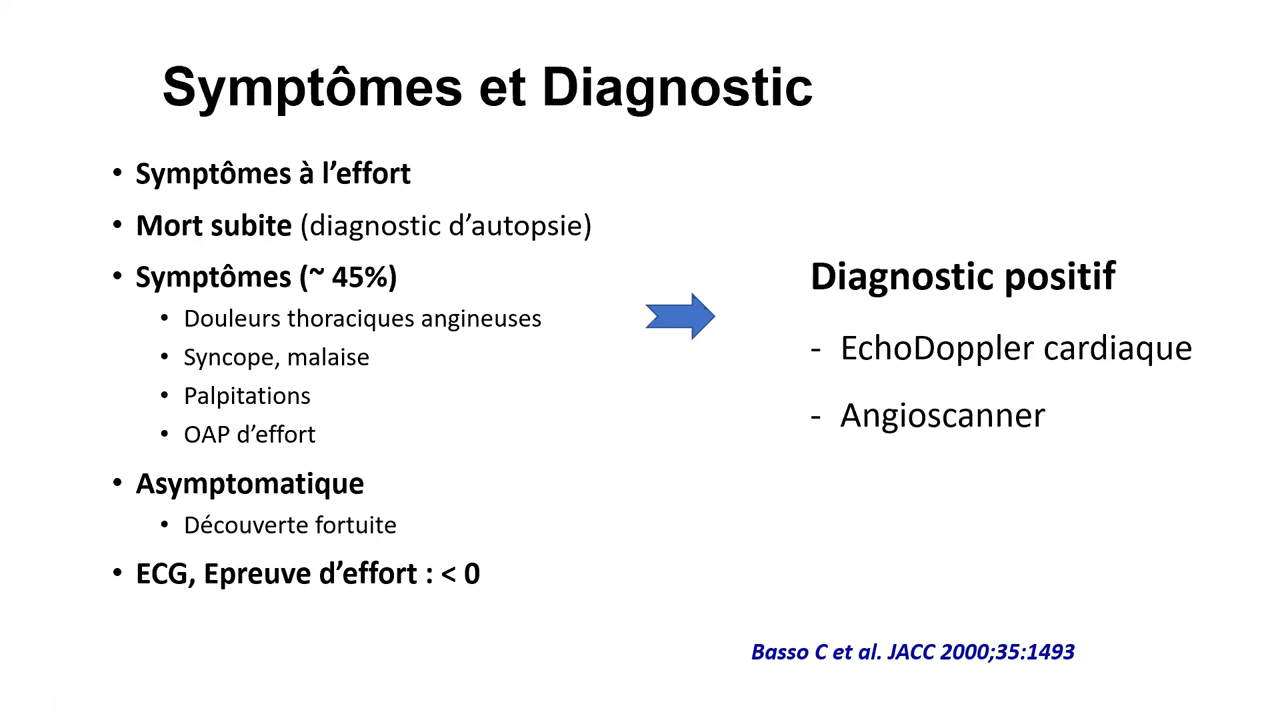 Symptômes et Diagnostic
• Symptômes à l’effort
• Mort subite (diagnostic d’autopsie)
• Symptômes (~ 45%)
• Douleurs thoraciques angineuses
• Syncope, malaise
• Palpitations
• OAP d’effort
• Asymptomatique
• Découverte fortuite
• ECG, Epreuve d’effort : < 0
Diagnostic positif
- EchoDoppler cardiaque
- Angioscanner
Basso C et al. JACC 2000;35:1493